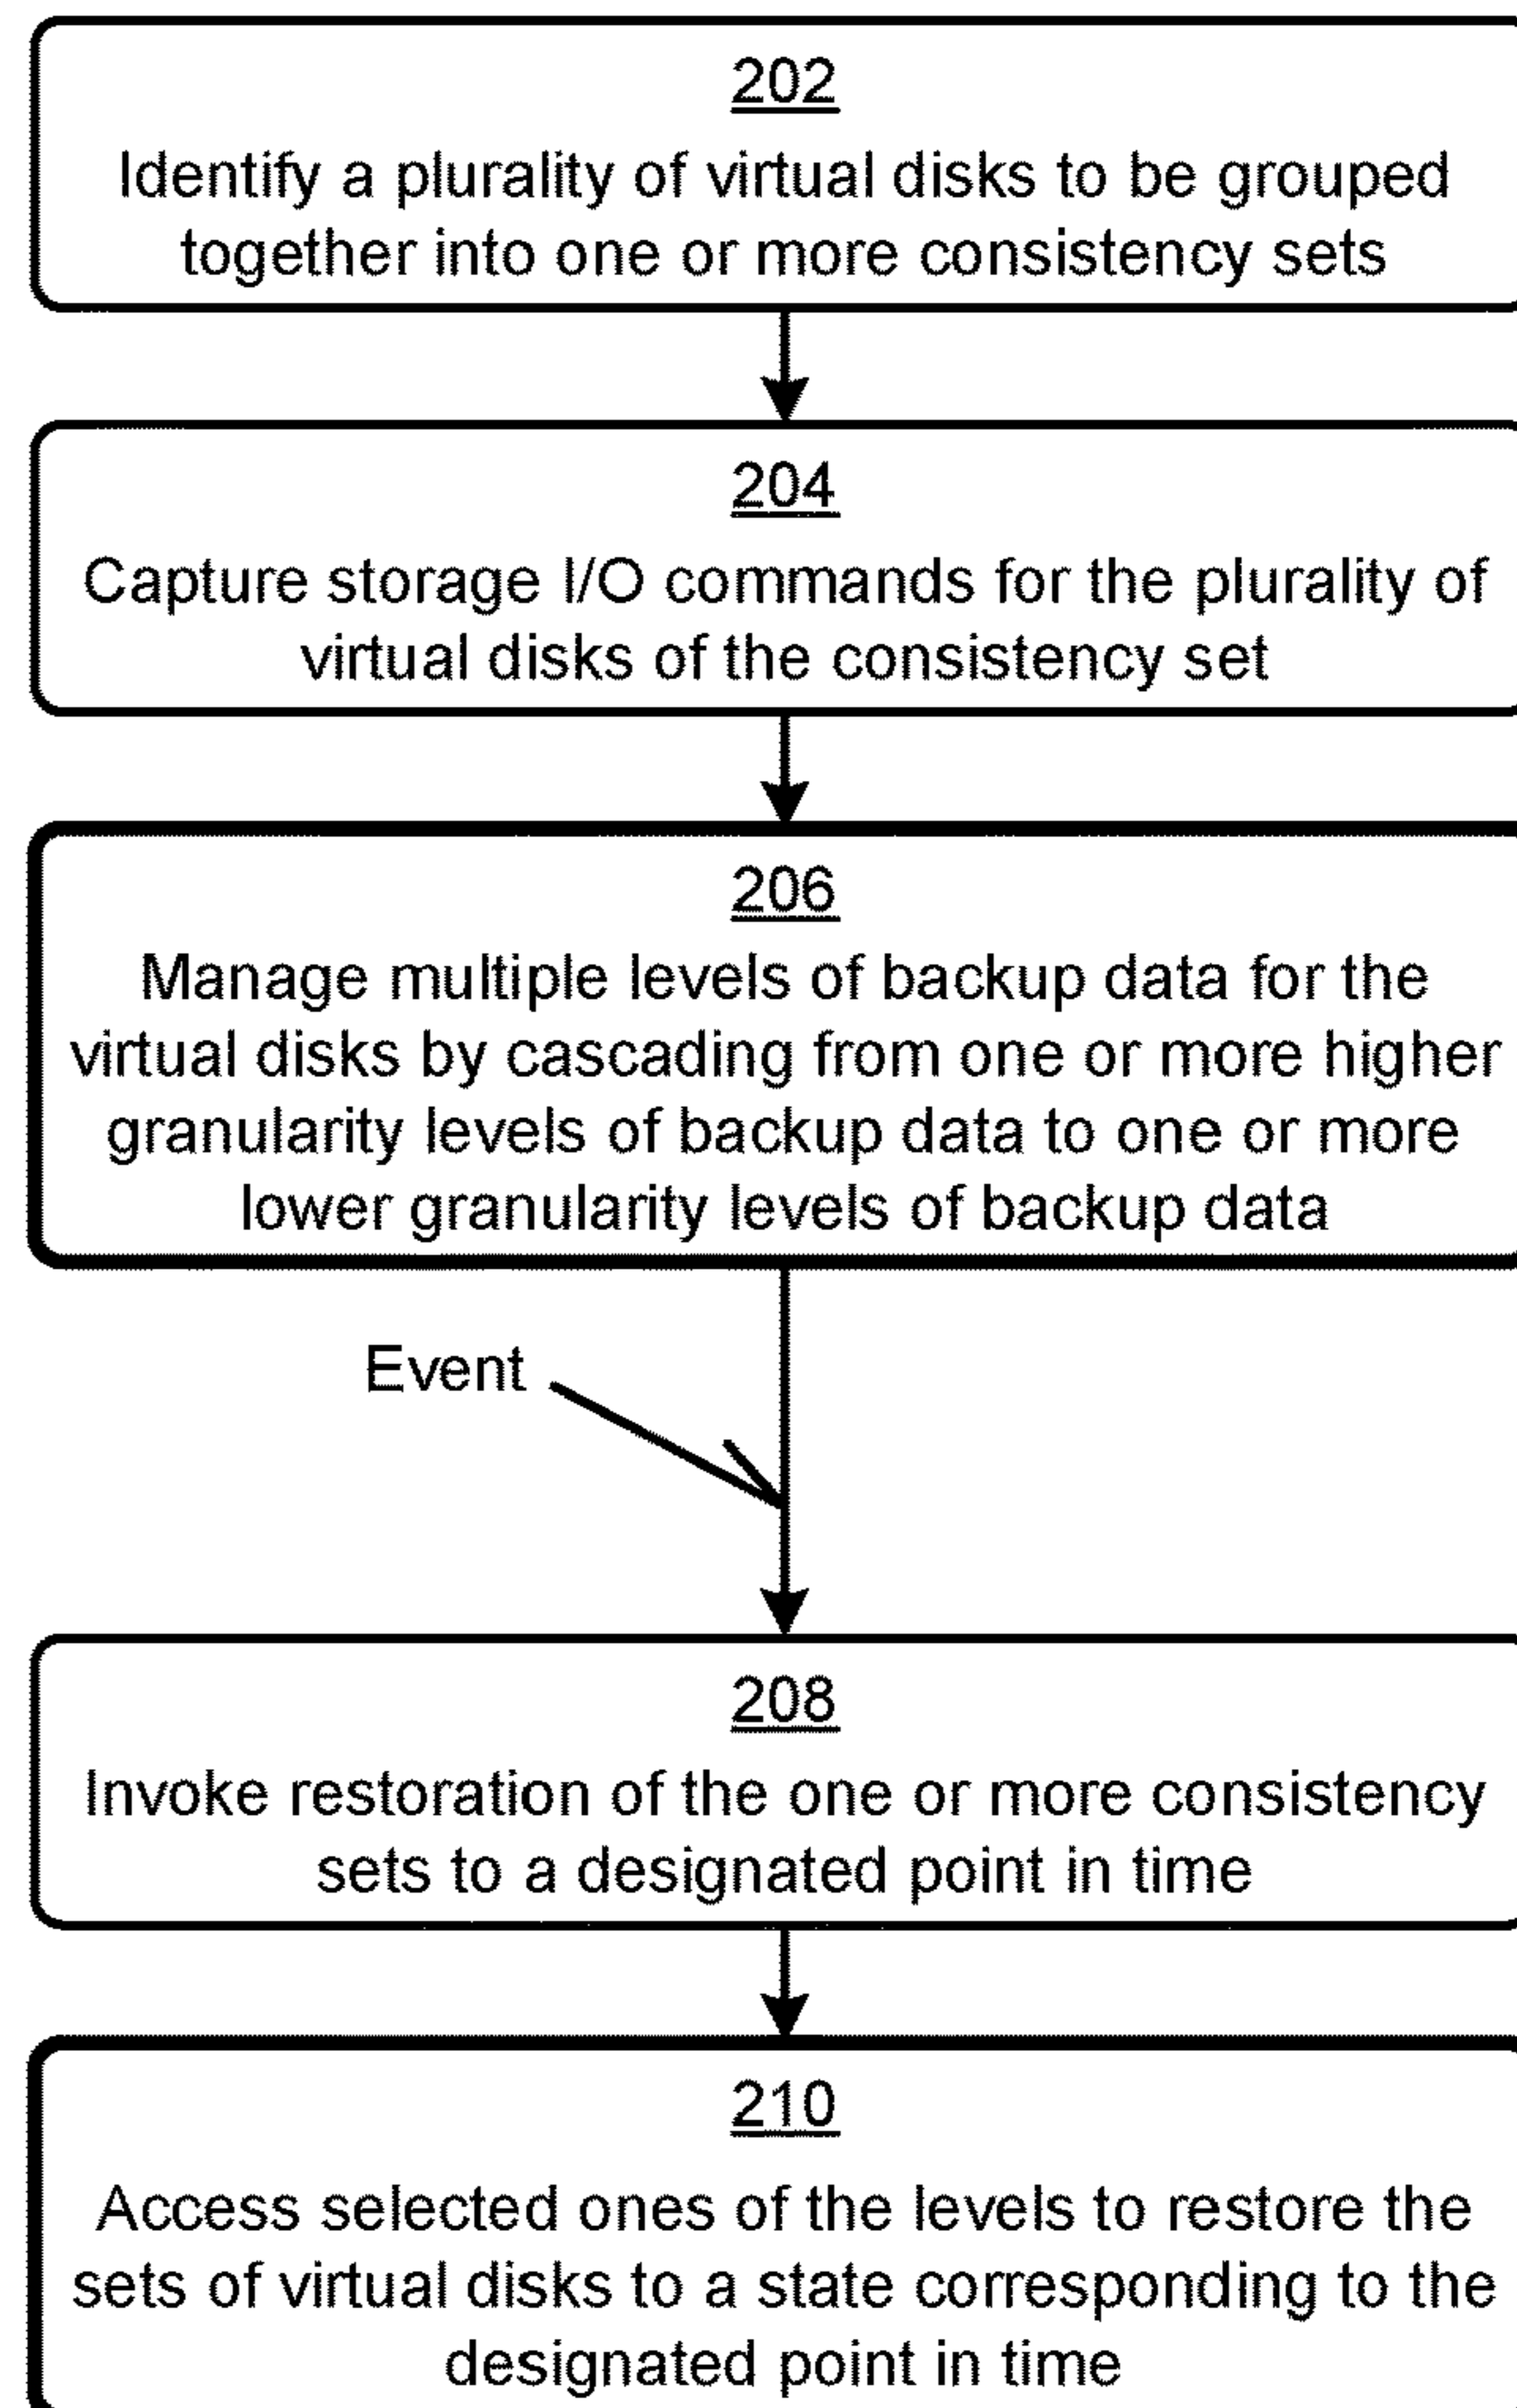 202
Identify a plurality of virtual disks to be grouped
together into one or more consistency sets
204
Capture storage I/O commands for the plurality of
virtual disks of the consistency set
206
Manage multiple levels of backup data for the
virtual disks by cascading from one or more higher
granularity levels of backup data to one or more
lower granularity levels of backup data
Event
208
Invoke restoration of the one or more consistency
sets to a designated point in time
210
Access selected ones of the levels to restore the
sets of virtual disks to a state corresponding to the
designated point in time